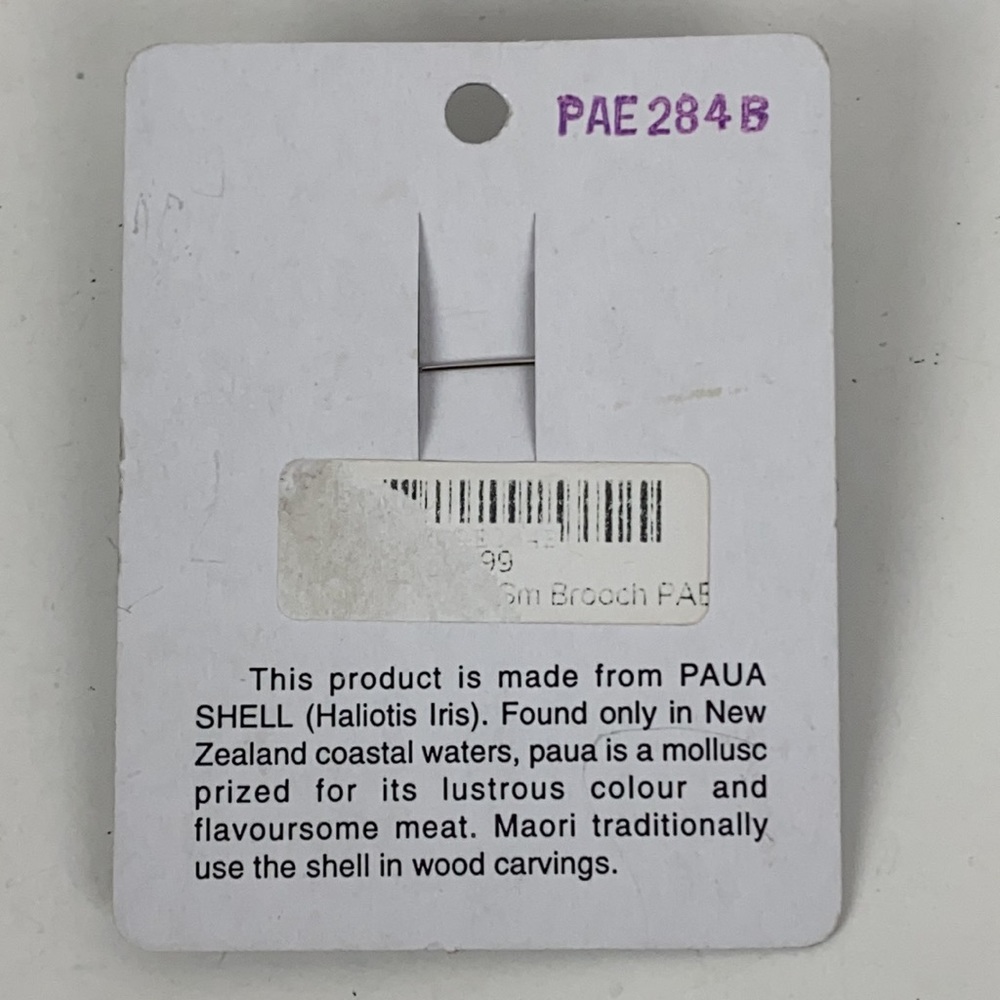 PAE 284 B
99
Sm Brooch PAE
This product is made from PAUA
SHELL (Haliotis Iris). Found only in New
Zealand coastal waters, paua is a mollusc
prized for its lustrous colour and
flavoursome meat. Maori traditionally
use the shell in wood carvings.